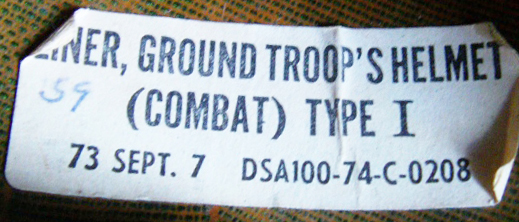 LINER, GROUND TROOP'S HELMET
59 (COMBAT) TYPE I
73 SEPT. 7 DSA100-74-C-0208